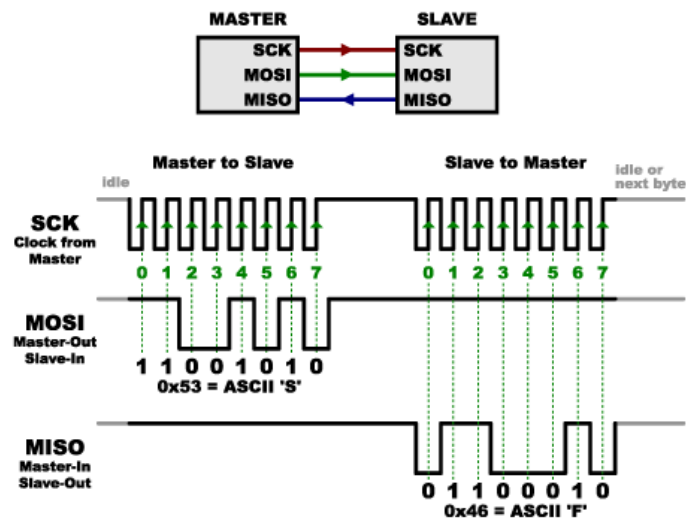 MASTER SLAVE
SCK SCK
MOSI MOSI
MISO MISO
Master to Slave Slave to Master
idle
idle or
next byte
SCK
Clock from
Master
0 1 2 3 4 5 6 7 0 1 2 3 4 5 6 7
MOSI
Master-Out
Slave-In
1 1 0 0 1 0 1 0
0x53 = ASCII 'S'
MISO
Master-In
Slave-Out
0 1 1 0 0 0 1 0
0x46 = ASCII 'F'